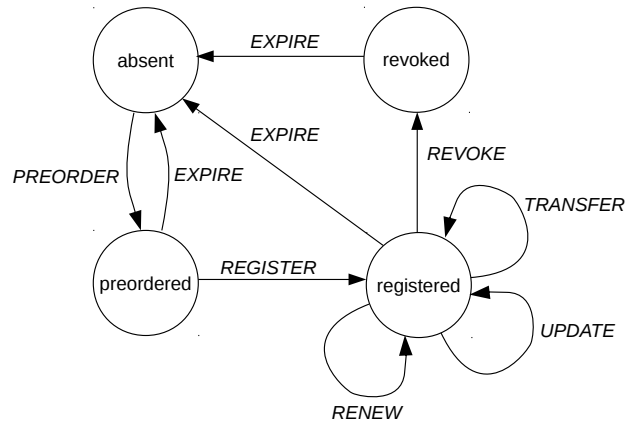 EXPIRE
absent
revoked
EXPIRE
REVOKE
PREORDER
EXPIRE
TRANSFER
REGISTER
preordered
registered
UPDATE
RENEW